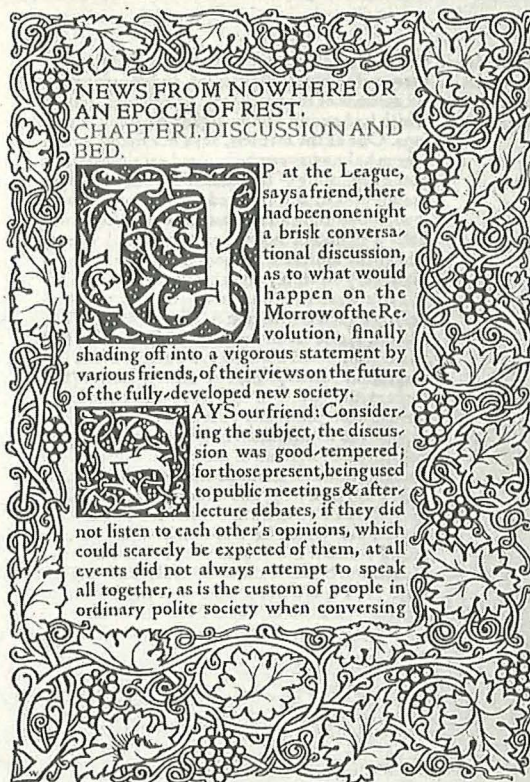 NEWS FROM NOWHERE OR
AN EPOCH OF REST.
CHAPTER I. DISCUSSION AND
BED.
UP at the League,
says a friend, there
had been one night
a brisk conversa-
tional discussion,
as to what would
happen on the
Morrow of the Re-
volution, finally
shading off into a vigorous statement by
various friends, of their views on the future
of the fully-developed new society.
SAYS our friend: Consider-
ing the subject, the discus-
sion was good-tempered;
for those present, being used
to public meetings & after-
lecture debates, if they did
not listen to each other's opinions, which
could scarcely be expected of them, at all
events did not always attempt to speak
all together, as is the custom of people in
ordinary polite society when conversing